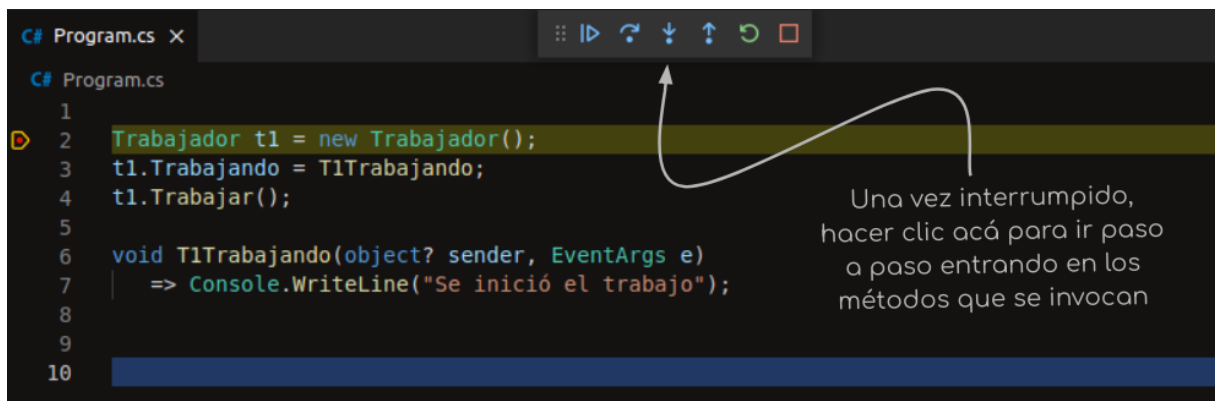 C# Program.cs ×
C# Program.cs
1
2 Trabajador t1 = new Trabajador();
3 t1.Trabajando = T1Trabajando;
4 t1.Trabajar();
5
6 void T1Trabajando(object? sender, EventArgs e)
7 => Console.WriteLine("Se inició el trabajo");
8
9
10
Una vez interrumpido,
hacer clic acá para ir paso
a paso entrando en los
métodos que se invocan